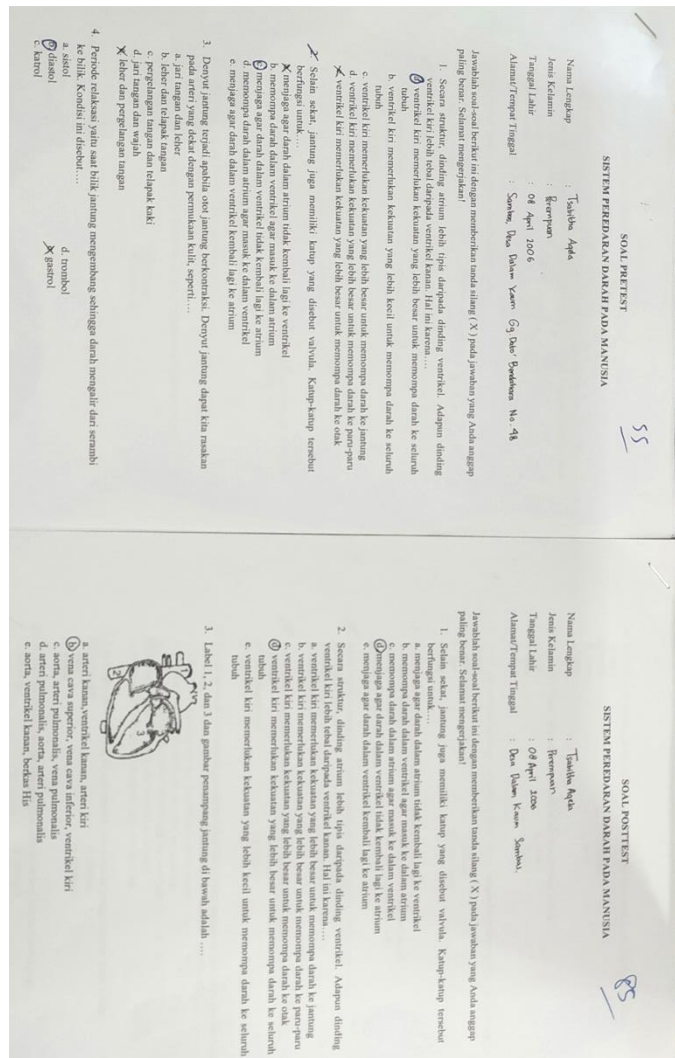 SOAL PRETEST
SISTEM PEREDARAN DARAH PADA MANUSIA
55
Nama Lengkap : Tsabitha Aqila
Jenis Kelamin : Perempuan
Tanggal Lahir : 08 April 2006
Alamat/Tempat Tinggal : Sambas, Desa Dalam Kaum Gg. Dato' Bendahara No. 48
Jawablah soal-soal berikut ini dengan memberikan tanda silang ( X ) pada jawaban yang Anda anggap
paling benar. Selamat mengerjakan!
1. Secara struktur, dinding atrium lebih tipis daripada dinding ventrikel. Adapun dinding
ventrikel kiri lebih tebal daripada ventrikel kanan. Hal ini karena....
a. ventrikel kiri memerlukan kekuatan yang lebih besar untuk memompa darah ke seluruh
tubuh
b. ventrikel kiri memerlukan kekuatan yang lebih kecil untuk memompa darah ke seluruh
tubuh
c. ventrikel kiri memerlukan kekuatan yang lebih besar untuk memompa darah ke jantung
d. ventrikel kiri memerlukan kekuatan yang lebih besar untuk memompa darah ke paru-paru
ventrikel kiri memerlukan kekuatan yang lebih besar untuk memompa darah ke otak
2. Selain sekat, jantung juga memiliki katup yang disebut valvula. Katup-katup tersebut
berfungsi untuk....
menjaga agar darah dalam atrium tidak kembali lagi ke ventrikel
b. memompa darah dalam ventrikel agar masuk ke dalam atrium
c. menjaga agar darah dalam ventrikel tidak kembali lagi ke atrium
d. memompa darah dalam atrium agar masuk ke dalam ventrikel
e. menjaga agar darah dalam ventrikel kembali lagi ke atrium
3. Denyut jantung terjadi apabila otot jantung berkontraksi. Denyut jantung dapat kita rasakan
pada arteri yang dekat dengan permukaan kulit, seperti....
a. jari tangan dan leher
b. leher dan telapak tangan
c. pergelangan tangan dan telapak kaki
d. jari tangan dan wajah
leher dan pergelangan tangan
4. Periode relaksasi yaitu saat bilik jantung mengembang sehingga darah mengalir dari serambi
ke bilik. Kondisi ini disebut....
a. sistol d. trombol
b. diastol gastrol
c. katrol
SOAL POSTTEST
SISTEM PEREDARAN DARAH PADA MANUSIA
85
Nama Lengkap : Tsabitha Aqila
Jenis Kelamin : Perempuan
Tanggal Lahir : 08 April 2006
Alamat/Tempat Tinggal : Desa Dalam Kaum Sambas.
Jawablah soal-soal berikut ini dengan memberikan tanda silang ( X ) pada jawaban yang Anda anggap
paling benar. Selamat mengerjakan!
1. Selain sekat, jantung juga memiliki katup yang disebut valvula. Katup-katup tersebut
berfungsi untuk....
a. menjaga agar darah dalam atrium tidak kembali lagi ke ventrikel
b. memompa darah dalam ventrikel agar masuk ke dalam atrium
c. memompa darah dalam atrium agar masuk ke dalam ventrikel
d. menjaga agar darah dalam ventrikel tidak kembali lagi ke atrium
e. menjaga agar darah dalam ventrikel kembali lagi ke atrium
2. Secara struktur, dinding atrium lebih tipis daripada dinding ventrikel. Adapun dinding
ventrikel kiri lebih tebal daripada ventrikel kanan. Hal ini karena....
a. ventrikel kiri memerlukan kekuatan yang lebih besar untuk memompa darah ke jantung
b. ventrikel kiri memerlukan kekuatan yang lebih besar untuk memompa darah ke paru-paru
c. ventrikel kiri memerlukan kekuatan yang lebih besar untuk memompa darah ke otak
d. ventrikel kiri memerlukan kekuatan yang lebih besar untuk memompa darah ke seluruh
tubuh
e. ventrikel kiri memerlukan kekuatan yang lebih kecil untuk memompa darah ke seluruh
tubuh
3. Label 1, 2, dan 3 dan gambar penampang jantung di bawah adalah ....
2
a. arteri kanan,ventrikel kanan, arteri kiri
b. vena cava superior, vena cava inferior, ventrikel kiri
c. aorta, arteri pulmonalis, vena pulmonalis
d. arteri pulmonalis, aorta, arteri pulmonalis
e. aorta, ventrikel kanan, berkas His